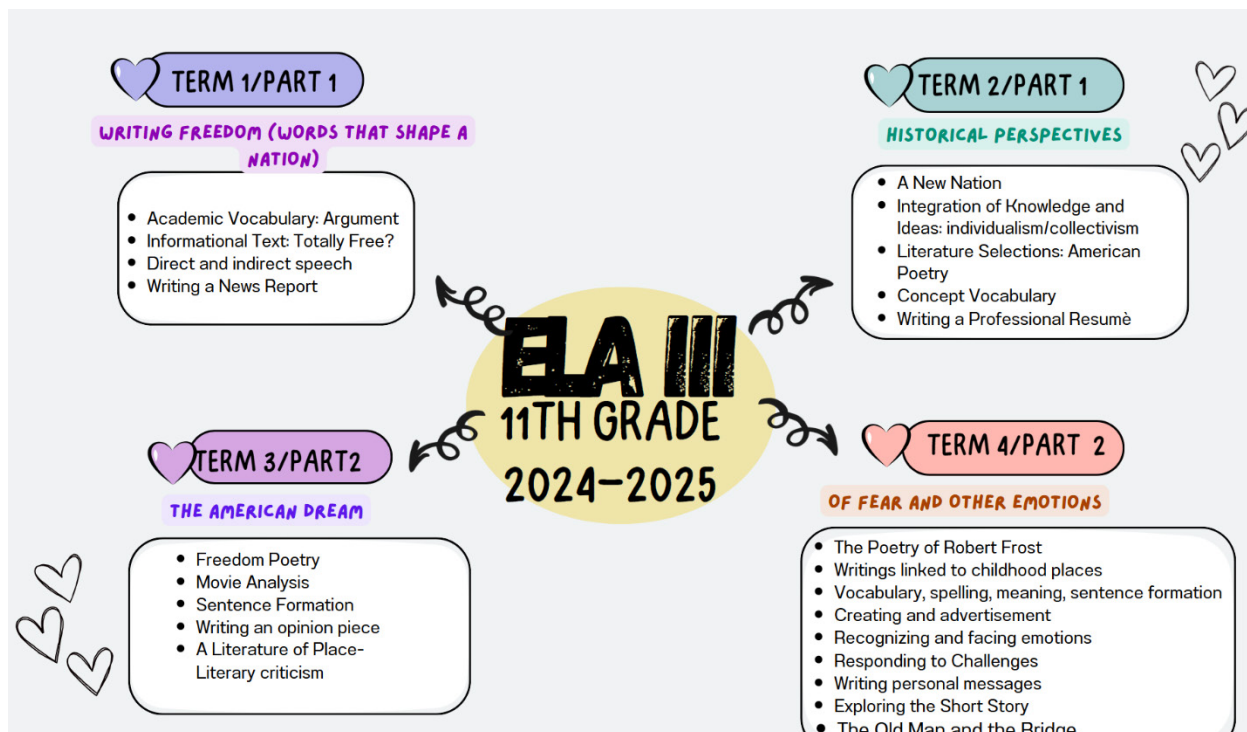 TERM 1/PART 1
WRITING FREEDOM (WORDS THAT SHAPE A
NATION)
• Academic Vocabulary: Argument
• Informational Text: Totally Free?
• Direct and indirect speech
• Writing a News Report
TERM 2/PART 1
HISTORICAL PERSPECTIVES
• A New Nation
• Integration of Knowledge and
Ideas: individualism/collectivism
• Literature Selections: American
Poetry
• Concept Vocabulary
• Writing a Professional Resumè
ELA III
11TH GRADE
2024-2025
TERM 3/PART2
THE AMERICAN DREAM
• Freedom Poetry
• Movie Analysis
• Sentence Formation
• Writing an opinion piece
• A Literature of Place-
Literary criticism
TERM 4/PART 2
OF FEAR AND OTHER EMOTIONS
• The Poetry of Robert Frost
• Writings linked to childhood places
• Vocabulary, spelling, meaning, sentence formation
• Creating and advertisement
• Recognizing and facing emotions
• Responding to Challenges
• Writing personal messages
• Exploring the Short Story
• The Old Man and the Bridge